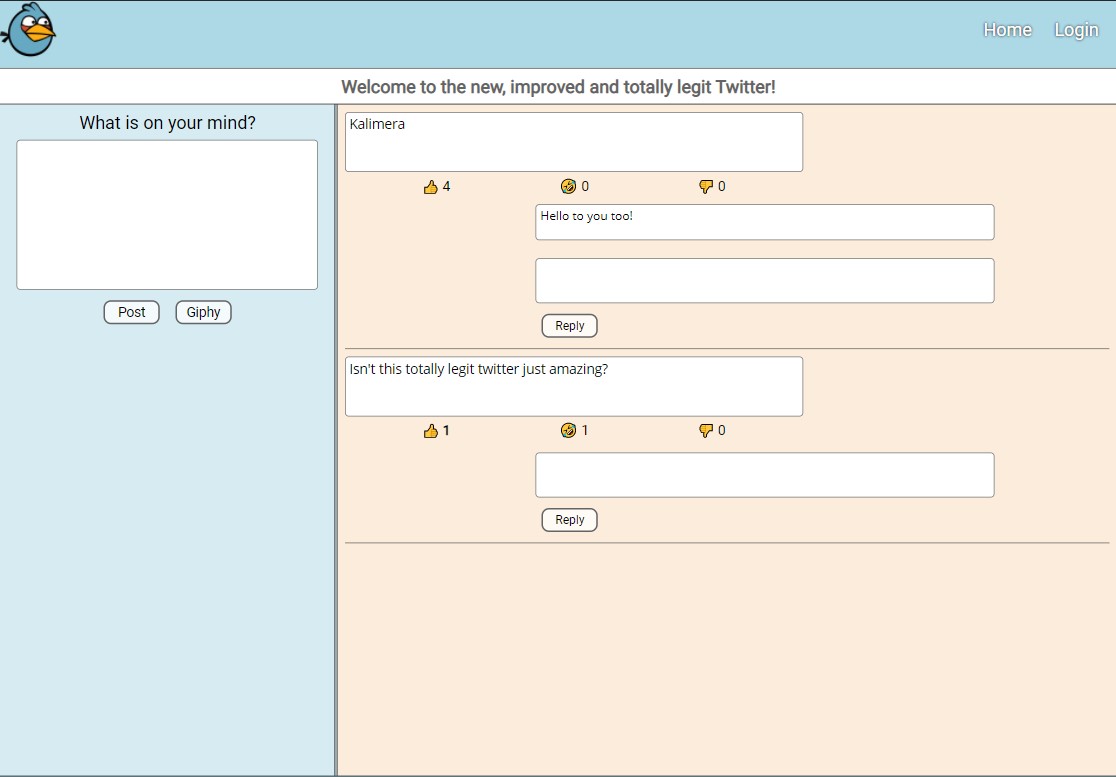 Home Login
Welcome to the new, improved and totally legit Twitter!
What is on your mind?
Post Giphy
Kalimera
4 0 0
Hello to you too!
Reply
Isn't this totally legit twitter just amazing?
1 1 0
Reply